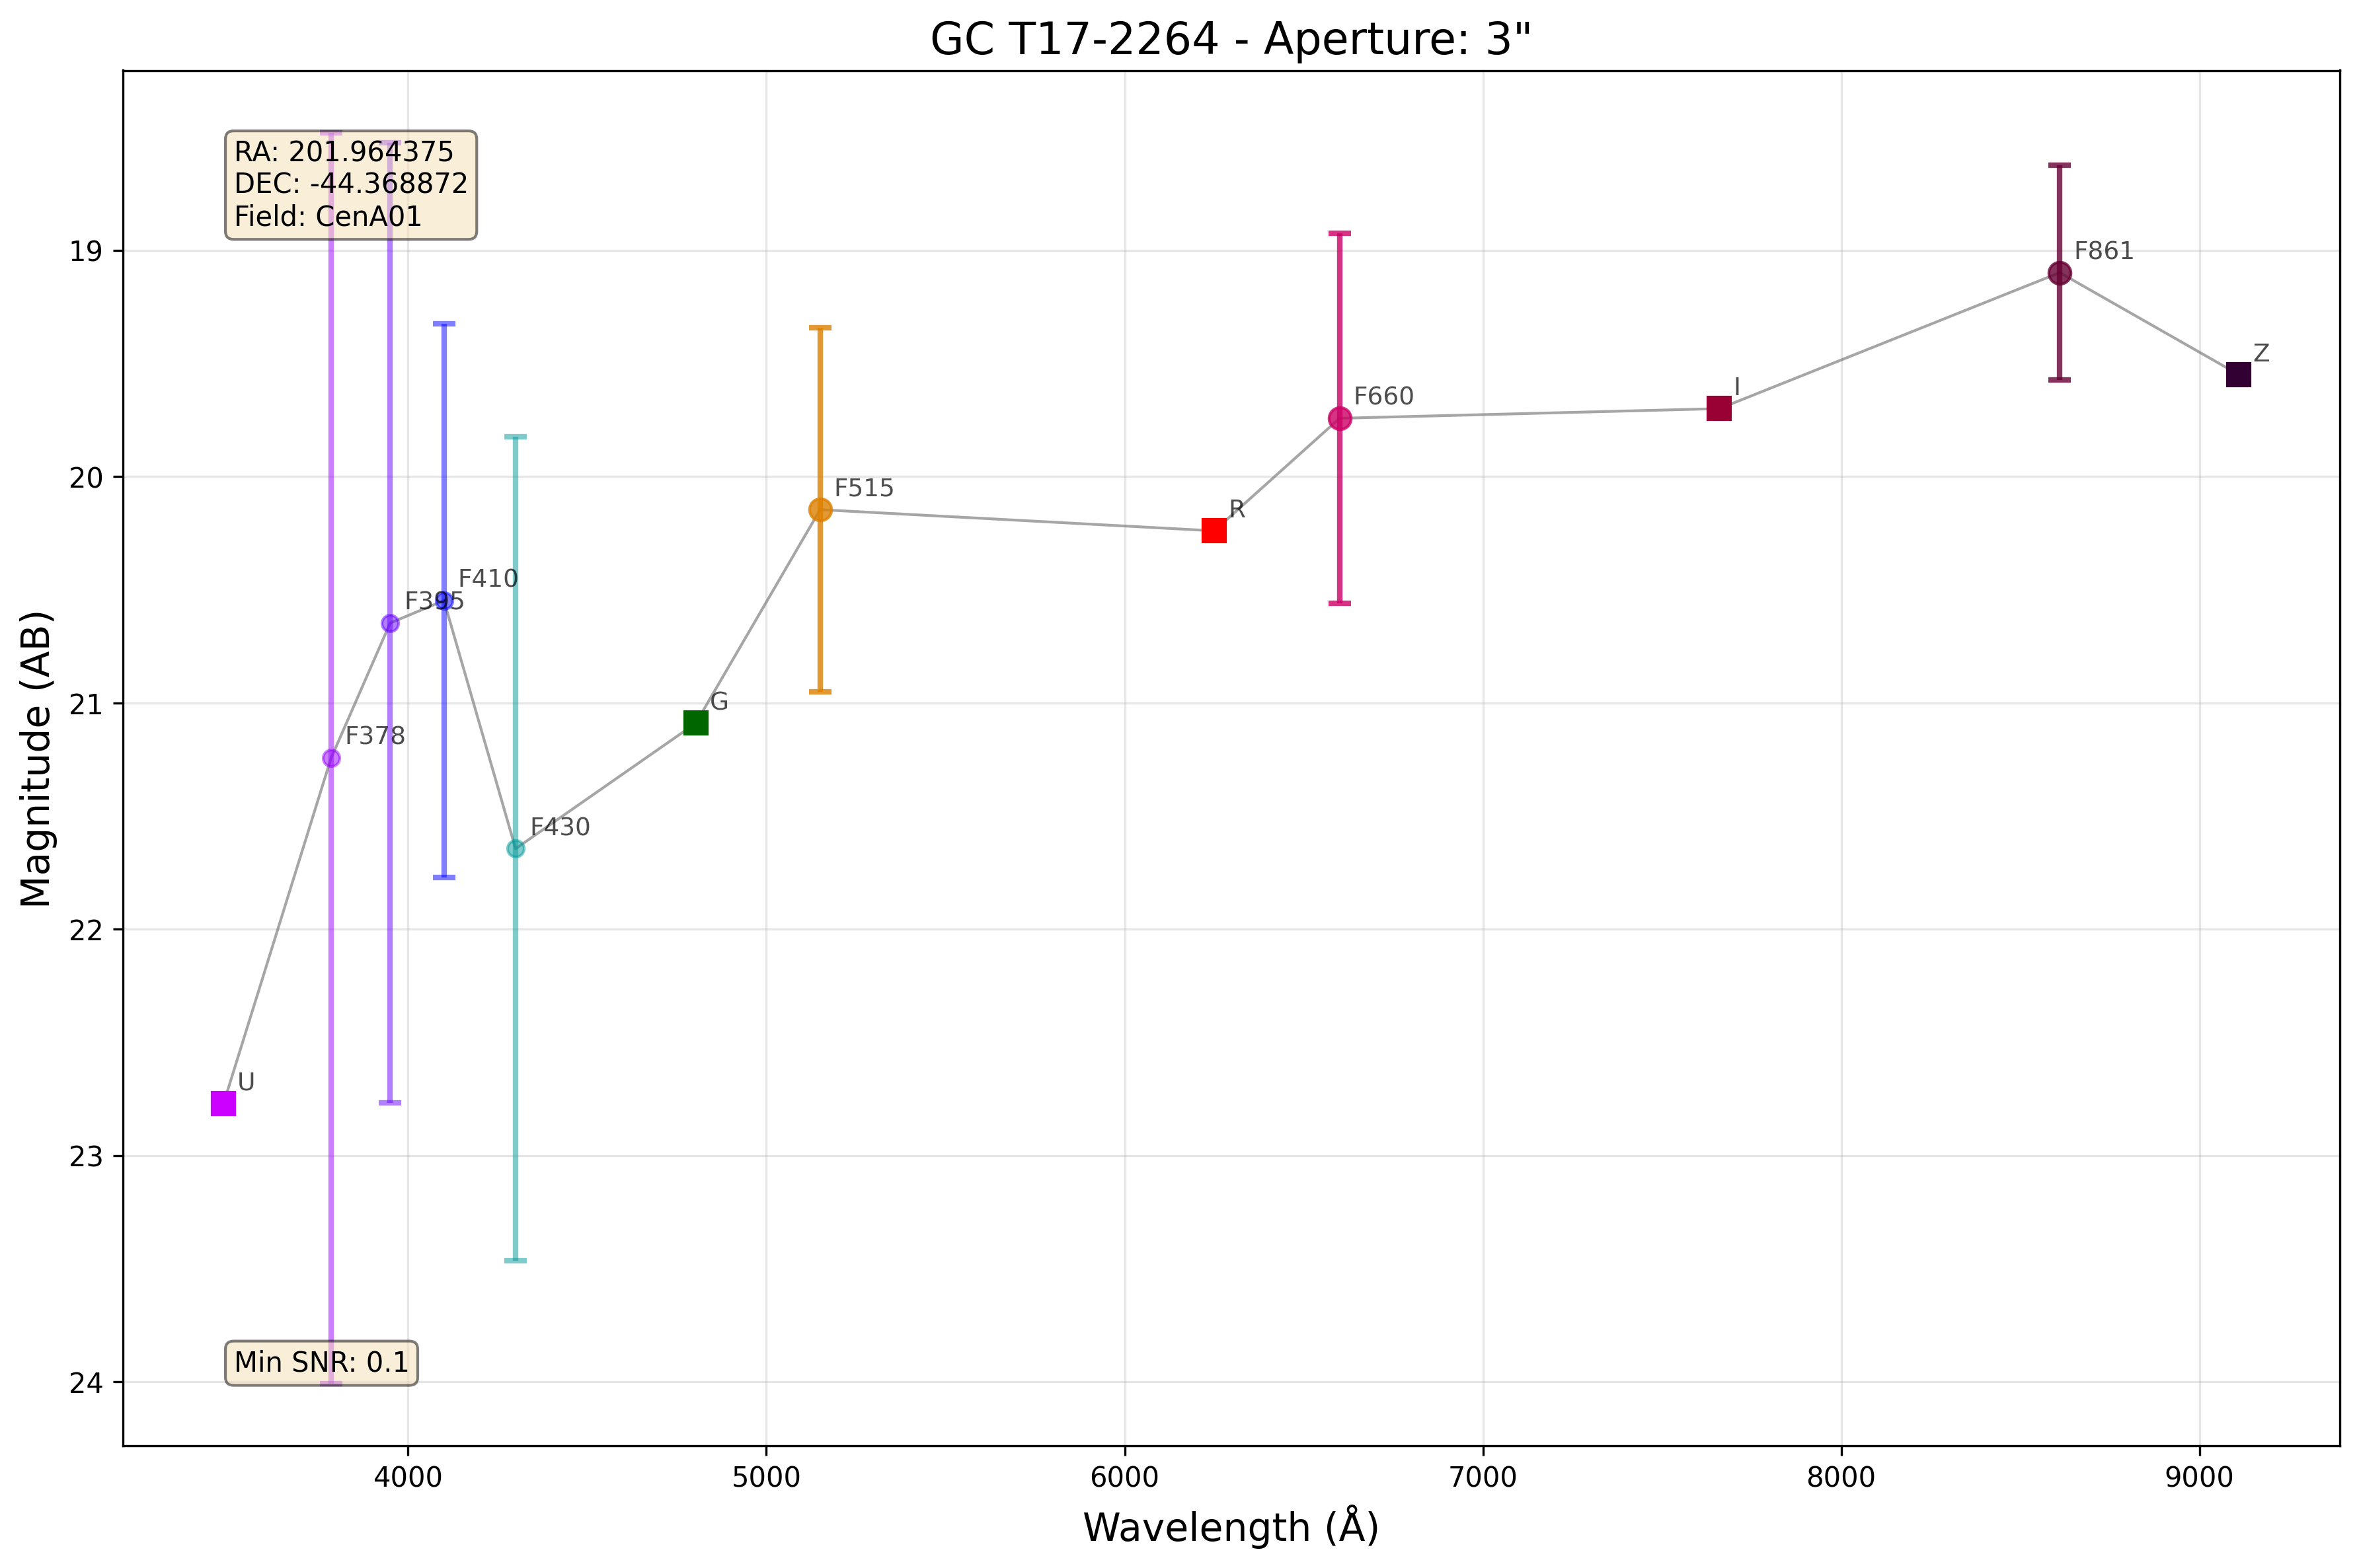 GC T17-2264 - Aperture: 3"
RA: 201.964375
DEC: -44.368872
Field: CenA01
F861
Z
I
F660
R
F515
F410
F395
G
F378
F430
U
Min SNR: 0.1
19
20
21
22
23
24
Magnitude (AB)
4000
5000
6000
7000
8000
9000
Wavelength (Å)